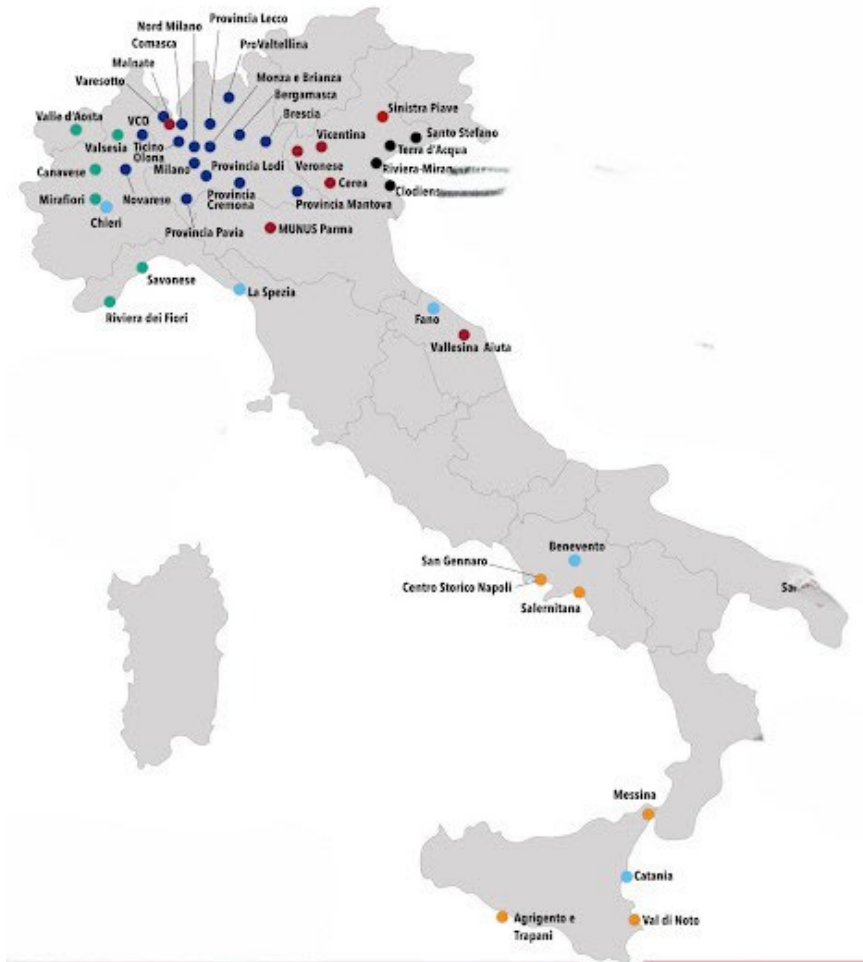 Provincia Lecco
Nord Milano
Comasca
ProValtellina
Malnate
Monza e Brianza
Varesotto
Bergamasca
Brescia
Sinistra Piave
Valle d'Aosta
VCO
Vicentina
Santo Stefano
Valsesia
Ticino
Olona
Terra d'Acqua
Canavese
Milano
Provincia Lodi
Veronese
Mirafiori
Novarese
Provincia
Cremona
Cerea
Provincia Mantova
Chieri
Provincia Pavia
MUNUS Parma
Savonese
La Spezia
Riviera dei Fiori
Fano
Vallesina Aiuta
Benevento
San Gennaro
Centro Storico Napoli
Salernitana
Messina
Catania
Agrigento e
Trapani
Val di Noto